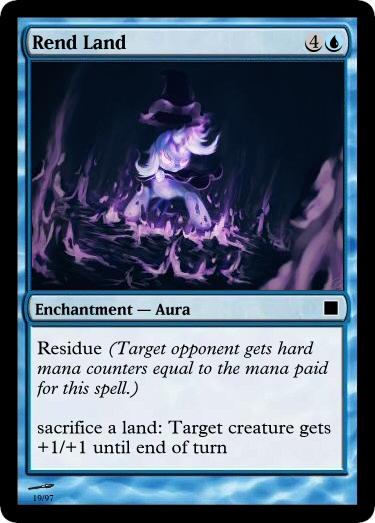 Rend Land 4
Enchantment — Aura
Residue (Target opponent gets hard
mana counters equal to the mana paid
for this spell.)
sacrifice a land: Target creature gets
+1/+1 until end of turn
19/97